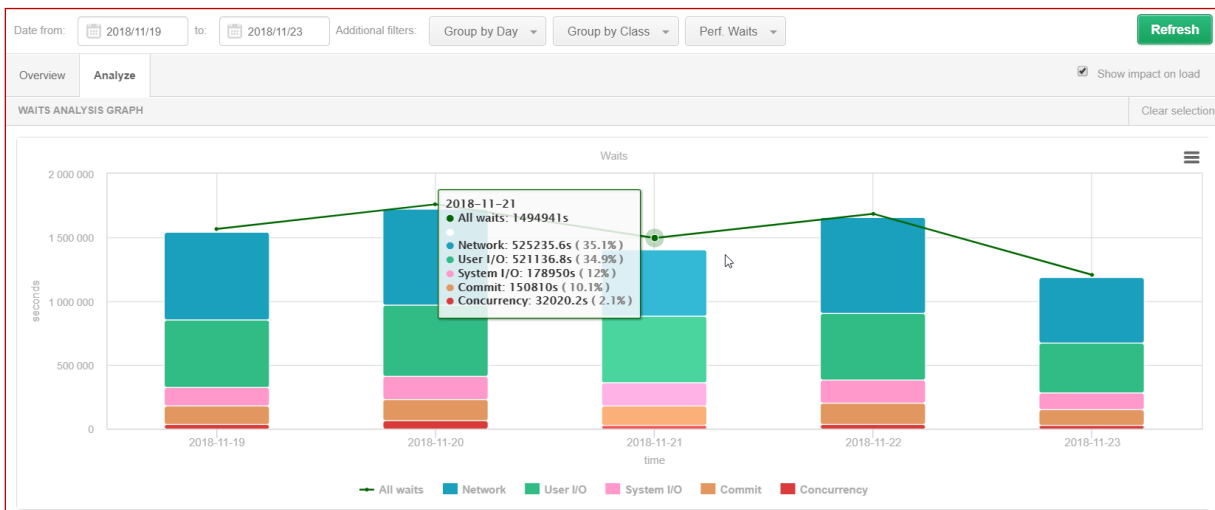 Date from: 2018/11/19 to: 2018/11/23 Additional filters: Group by Day Group by Class Perf. Waits Refresh
Overview Analyze Show impact on load
WAITS ANALYSIS GRAPH Clear selection
Waits
2 000 000
1 500 000
1 000 000
500 000
0
seconds
2018-11-21
All waits: 1494941s
Network: 525235.6s ( 35.1% )
User I/O: 521136.8s ( 34.9% )
System I/O: 178950s ( 12% )
Commit: 150810s ( 10.1% )
Concurrency: 32020.2s ( 2.1% )
2018-11-19 2018-11-20 2018-11-21 2018-11-22 2018-11-23
time
All waits Network User I/O System I/O Commit Concurrency